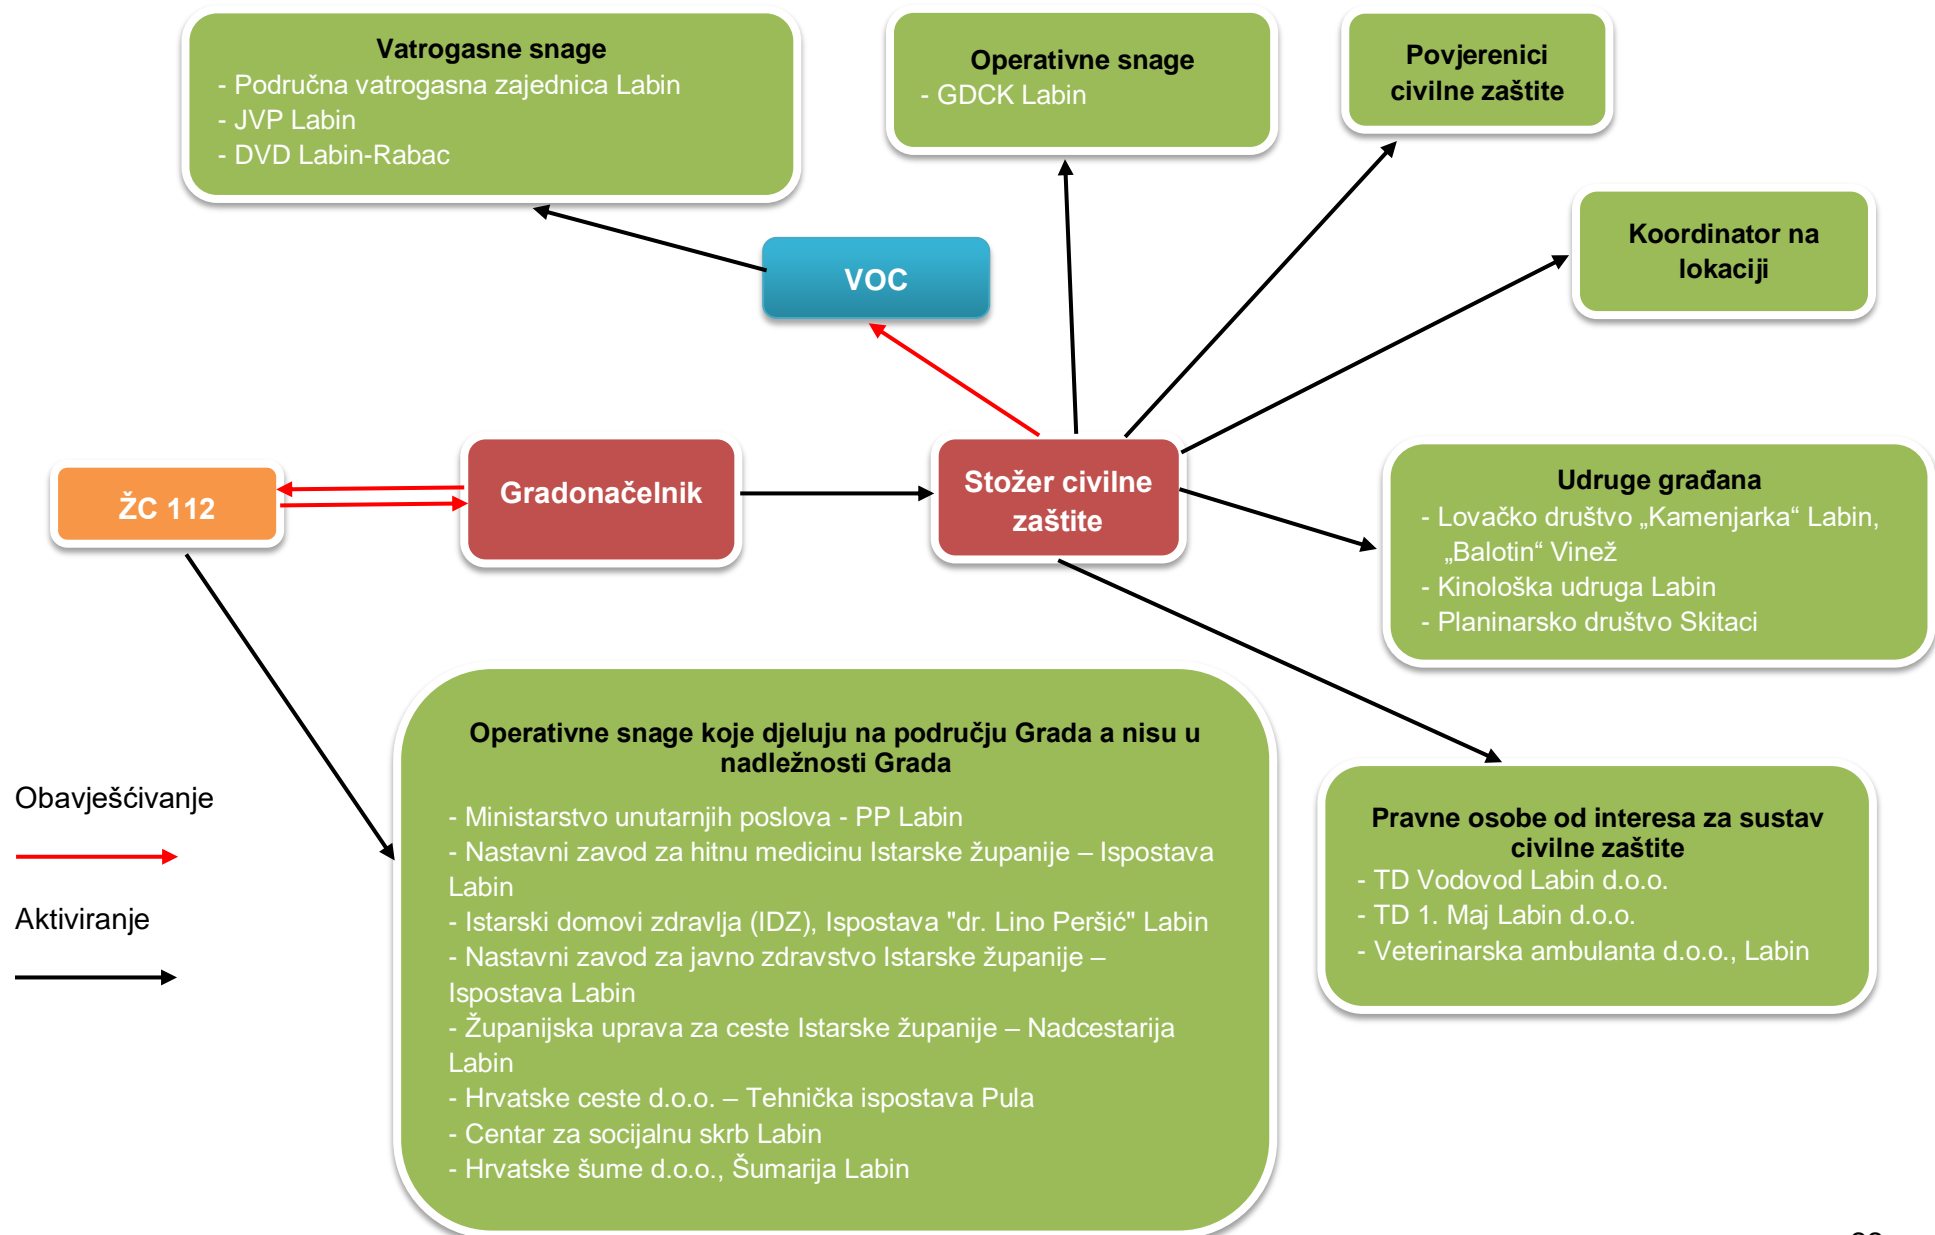 Vatrogasne snage
- Područna vatrogasna zajednica Labin
- JVP Labin
- DVD Labin-Rabac
Operativne snage
- GDCK Labin
Povjerenici
civilne zaštite
Koordinator na
lokaciji
VOC
ŽC 112
Gradonačelnik
Stožer civilne
zaštite
Udruge građana
- Lovačko društvo „Kamenjarka“ Labin,
„Balotin“ Vinež
- Kinološka udruga Labin
- Planinarsko društvo Skitaci
Operativne snage koje djeluju na području Grada a nisu u
nadležnosti Grada
- Ministarstvo unutarnjih poslova - PP Labin
- Nastavni zavod za hitnu medicinu Istarske županije – Ispostava
Labin
- Istarski domovi zdravlja (IDZ), Ispostava "dr. Lino Peršić" Labin
- Nastavni zavod za javno zdravstvo Istarske županije –
Ispostava Labin
- Županijska uprava za ceste Istarske županije – Nadcestarija
Labin
- Hrvatske ceste d.o.o. – Tehnička ispostava Pula
- Centar za socijalnu skrb Labin
- Hrvatske šume d.o.o., Šumarija Labin
Pravne osobe od interesa za sustav
civilne zaštite
- TD Vodovod Labin d.o.o.
- TD 1. Maj Labin d.o.o.
- Veterinarska ambulanta d.o.o., Labin
Obavješćivanje
Aktiviranje